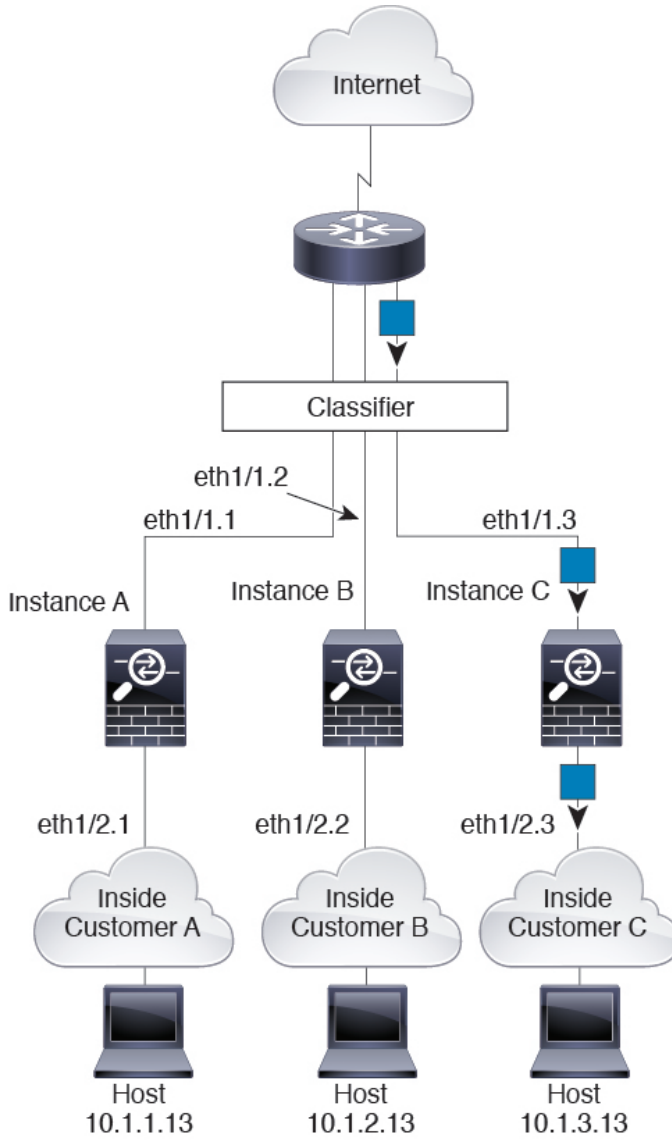 Internet
Classifier
eth1/1.2
eth1/1.1
eth1/1.3
Instance A
Instance B
Instance C
eth1/2.1
eth1/2.2
eth1/2.3
Inside
Customer A
Inside
Customer B
Inside
Customer C
Host
10.1.1.13
Host
10.1.2.13
Host
10.1.3.13